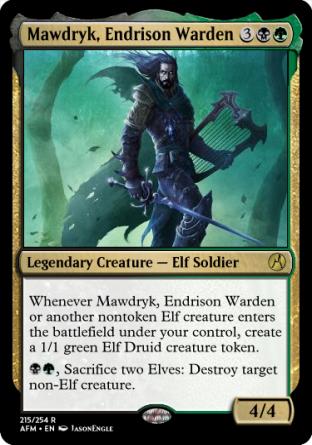 Mawdryk, Endrison Warden 3
Legendary Creature — Elf Soldier
Whenever Mawdryk, Endrison Warden
or another nontoken Elf creature enters
the battlefield under your control, create
a 1/1 green Elf Druid creature token.
, Sacrifice two Elves: Destroy target
non-Elf creature.
4/4
215/254 R
AFM • EN JasonEngle